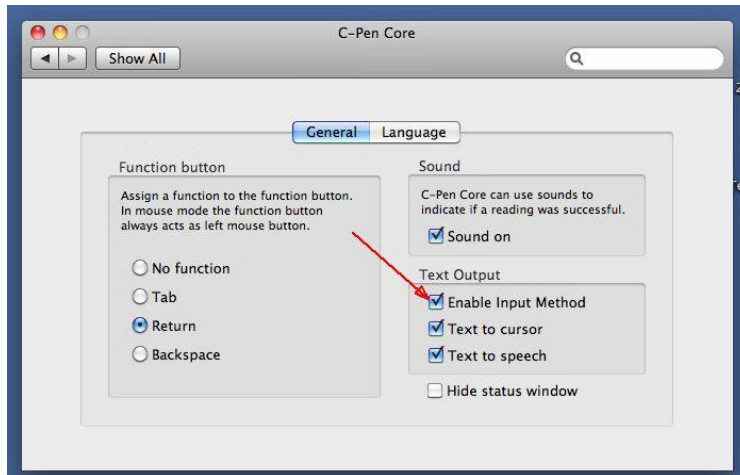 C-Pen Core
Show All
General Language
Function button
Assign a function to the function button.
In mouse mode the function button
always acts as left mouse button.
No function
Tab
Return
Backspace
Sound
C-Pen Core can use sounds to
indicate if a reading was successful.
Sound on
Text Output
Enable Input Method
Text to cursor
Text to speech
Hide status window